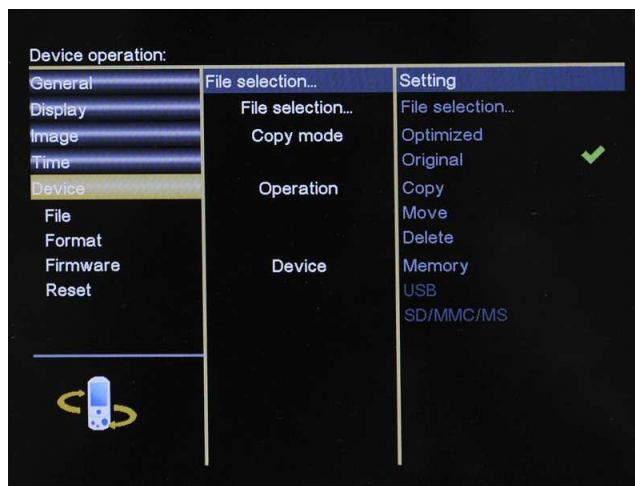 Device operation:
General
Display
Image
Time
Device
File
Format
Firmware
Reset
File selection...
File selection...
Copy mode
Operation
Device
Setting
File selection...
Optimized
Original
Copy
Move
Delete
Memory
USB
SD/MMC/MS